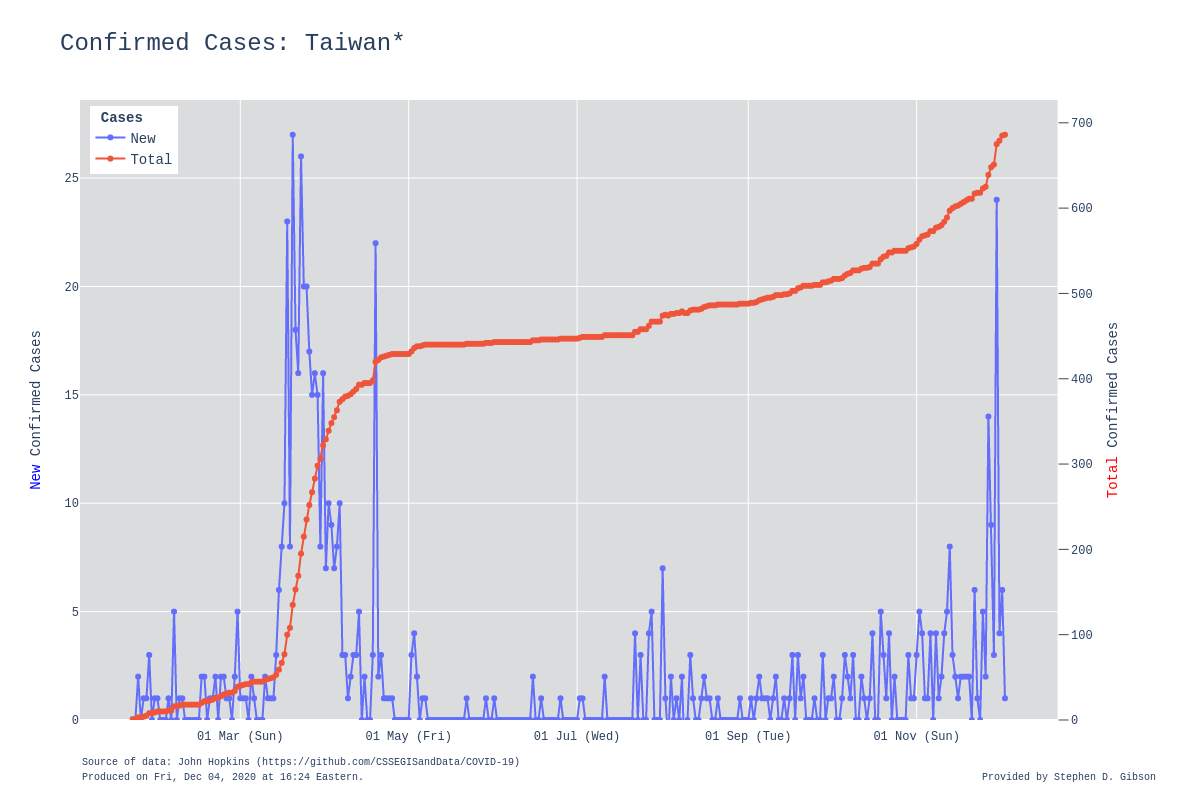 Confirmed Cases: Taiwan*
Cases
New
Total
25
20
15
10
5
0
700
600
500
400
300
200
100
0
New Confirmed Cases
Total Confirmed Cases
01 Mar (Sun)
01 May (Fri)
01 Jul (Wed)
01 Sep (Tue)
01 Nov (Sun)
Source of data: John Hopkins (https://github.com/CSSEGISandData/COVID-19)
Produced on Fri, Dec 04, 2020 at 16:24 Eastern.
Provided by Stephen D. Gibson